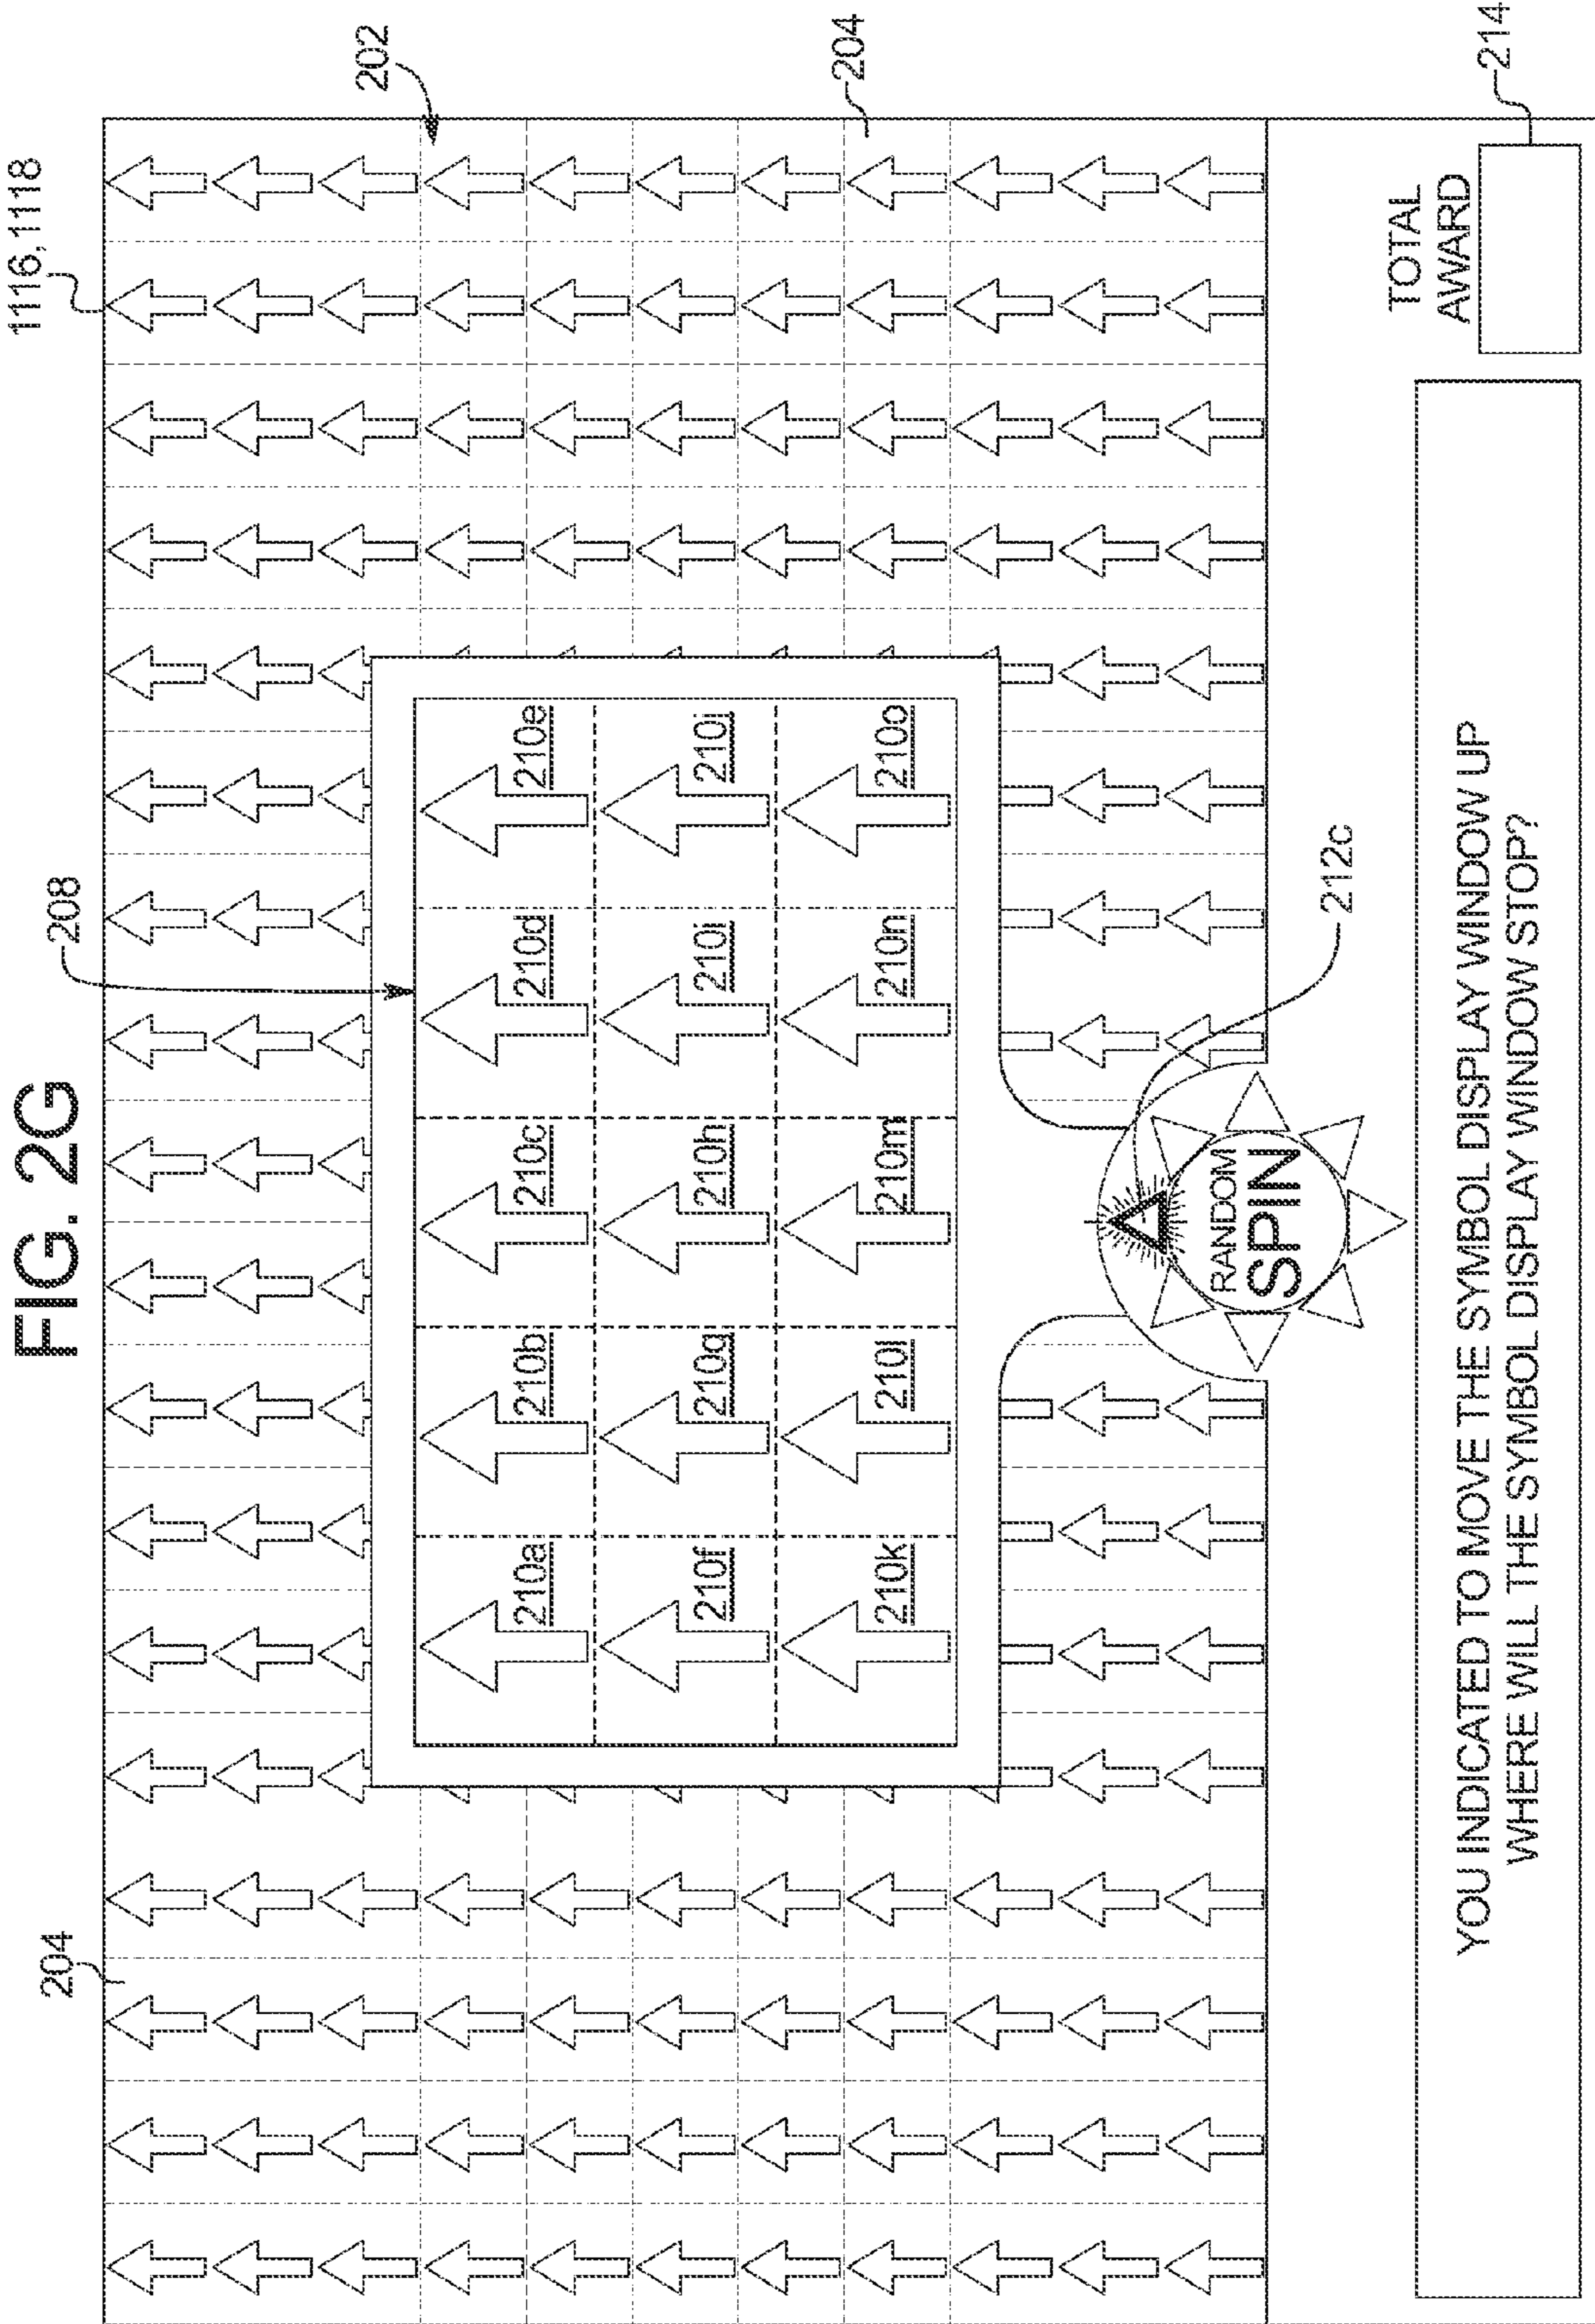 FIG. 2G
204
208
1116, 1118
202
204
210a
210b
210c
210d
210e
210f
210g
210h
210i
210j
210k
210l
210m
210n
210o
RANDOM
SPIN
212c
TOTAL
AWARD
214
YOU INDICATED TO MOVE THE SYMBOL DISPLAY WINDOW UP
WHERE WILL THE SYMBOL DISPLAY WINDOW STOP?